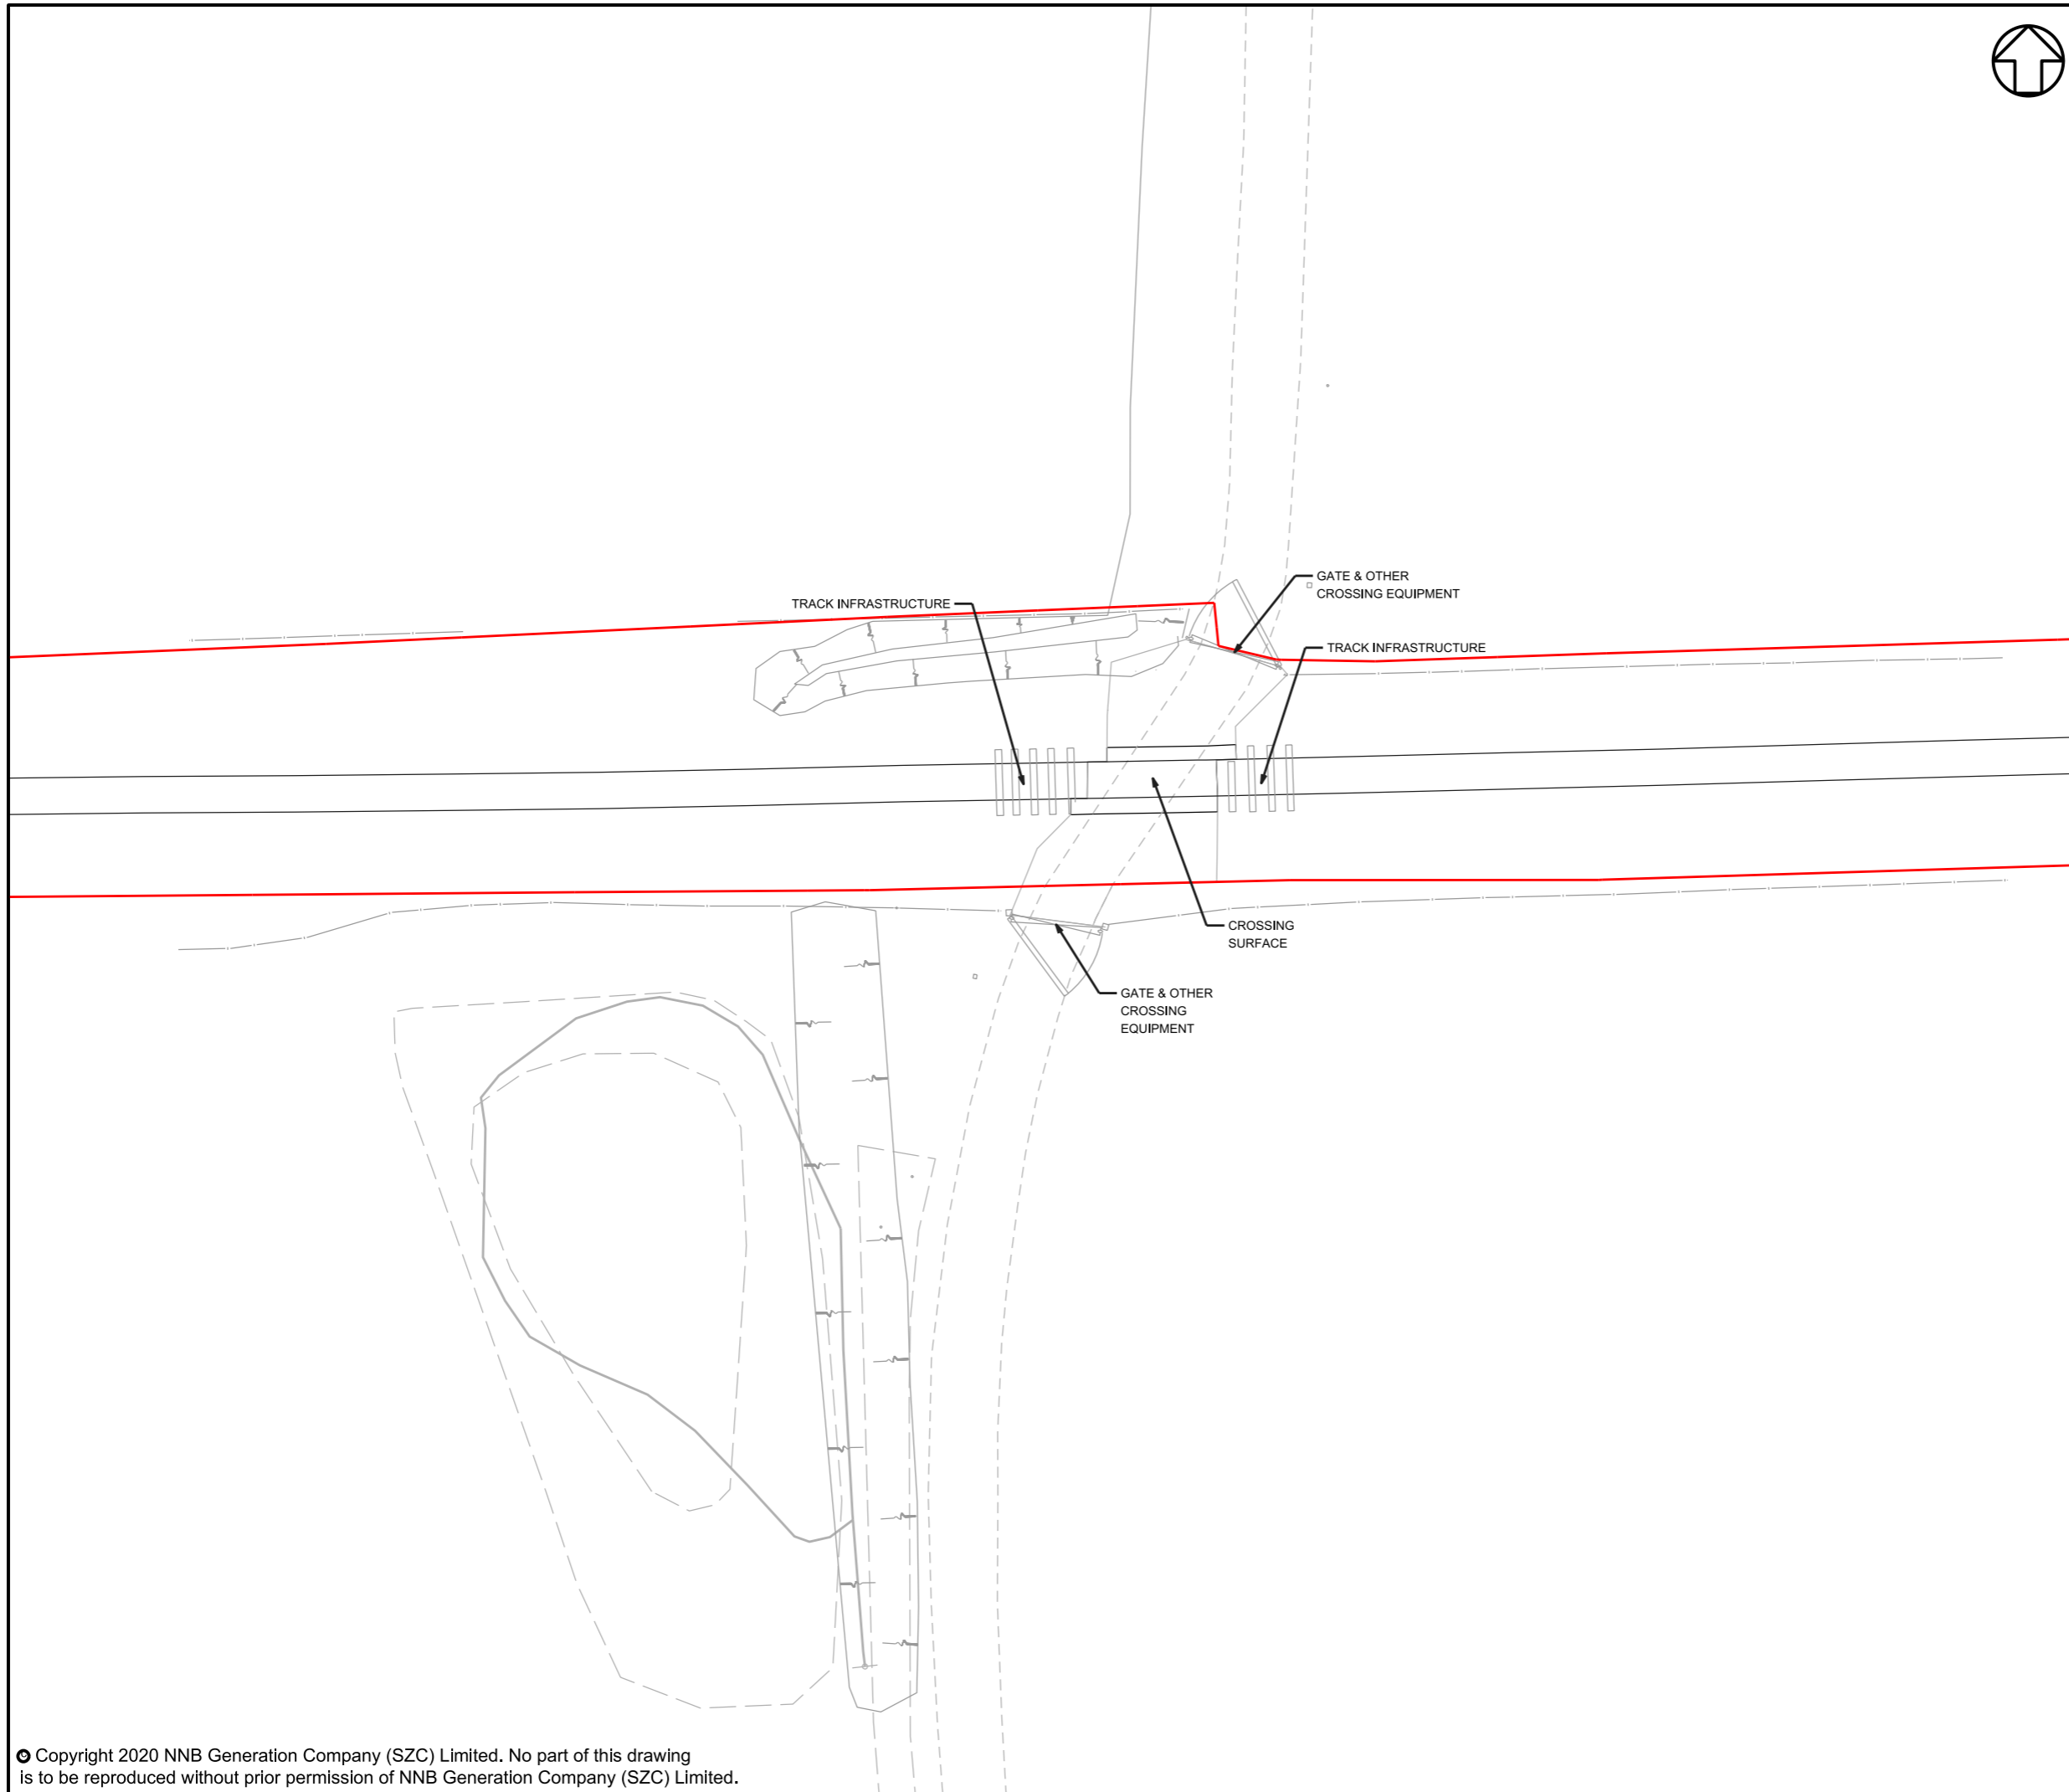 GATE & OTHER
CROSSING EQUIPMENT
TRACK INFRASTRUCTURE
TRACK INFRASTRUCTURE
CROSSING
SURFACE
GATE & OTHER
CROSSING
EQUIPMENT
© Copyright 2020 NNB Generation Company (SZC) Limited. No part of this drawing
is to be reproduced without prior permission of NNB Generation Company (SZC) Limited.